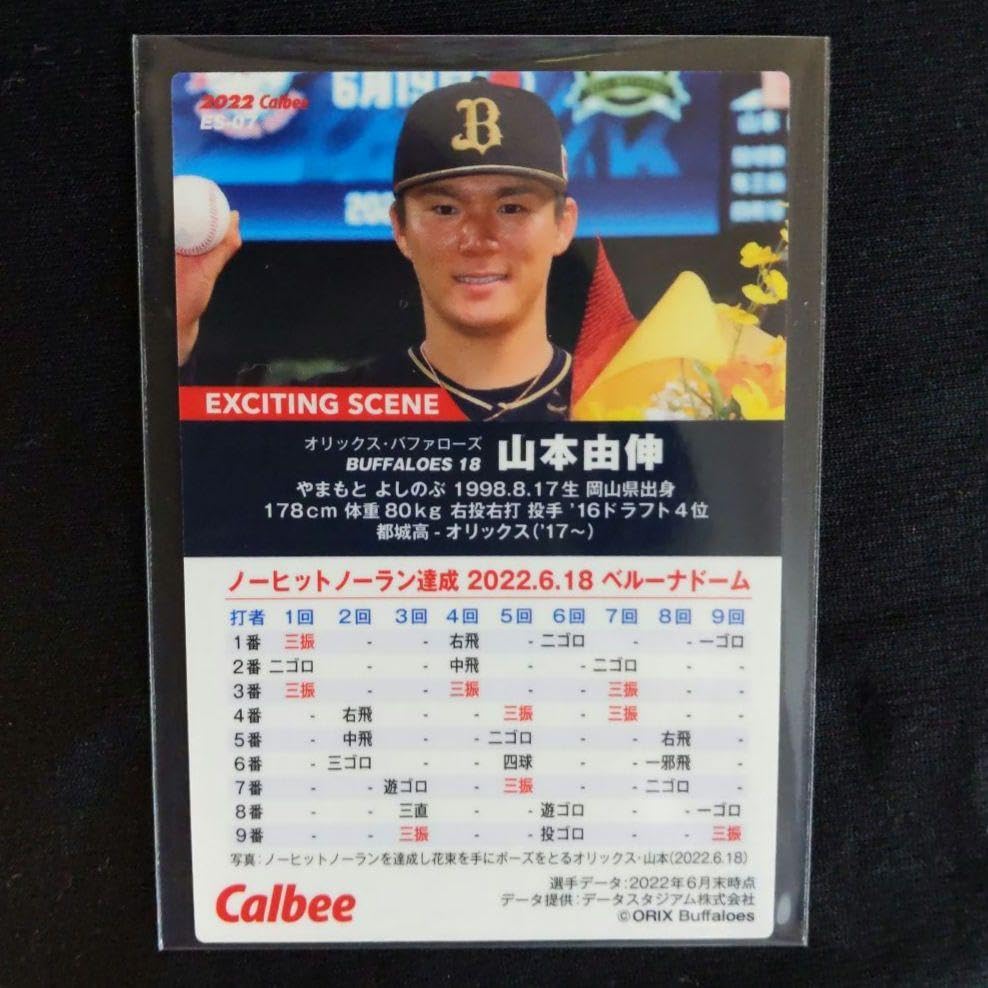 2022 Calbee
ES-07
6月19
B
EXCITING SCENE
オリックス・バファローズ
BUFFALOES 18 山本由伸
やまもと よしのぶ 1998.8.17生 岡山県出身
178cm 体重80kg 右投右打 投手 '16ドラフト4位
都城高 - オリックス('17〜)
ノーヒットノーラン達成 2022.6.18 ベルーナドーム
打者 1回 2回 3回 4回 5回 6回 7回 8回 9回
1番 三振 - - 右飛 - 二ゴロ - - 一ゴロ
2番 二ゴロ - - 中飛 - - 二ゴロ - -
3番 三振 - - 三振 - - 三振 - -
4番 - 右飛 - - 三振 - 三振 - -
5番 - 中飛 - - 二ゴロ - - 右飛 -
6番 - 三ゴロ - - 四球 - - 一邪飛 -
7番 - - 遊ゴロ - 三振 - - 二ゴロ -
8番 - - 三直 - - 遊ゴロ - - 一ゴロ
9番 - - 三振 - - 投ゴロ - - 三振
写真:ノーヒットノーランを達成し花束を手にポーズをとるオリックス・山本(2022.6.18)
選手データ:2022年6月末時点
データ提供:データスタジアム株式会社
©ORIX Buffaloes
Calbee